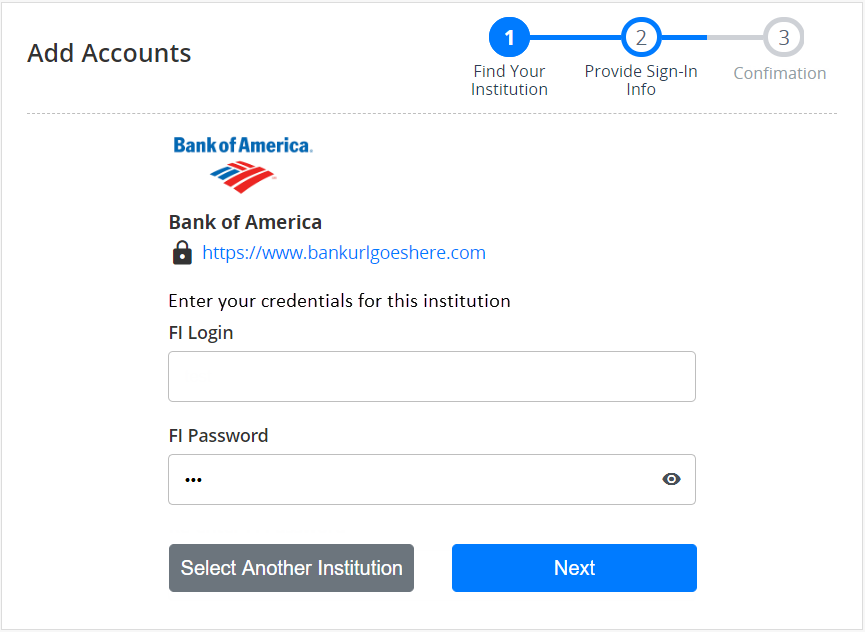 Add Accounts
1
2
3
Find Your
Institution
Provide Sign-In
Info
Confimation
Bank of America
Bank of America
https://www.bankurlgoeshere.com
Enter your credentials for this institution
FI Login
FI Password
•••
Select Another Institution
Next